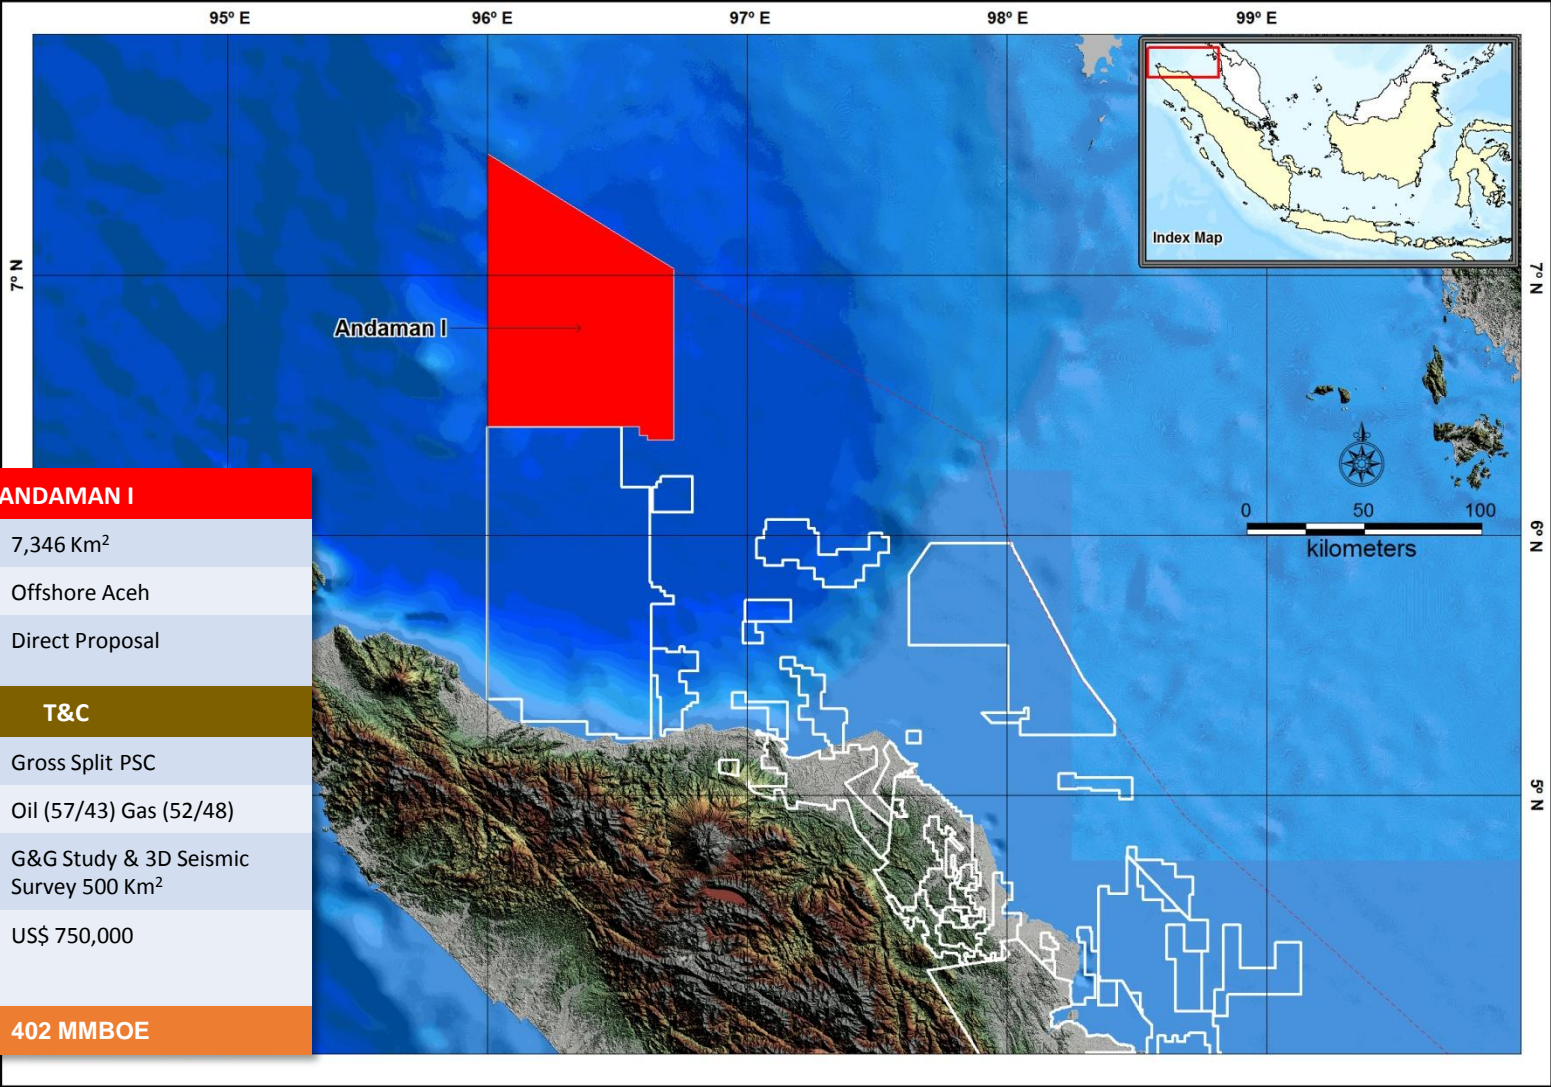 95° E
96° E
97° E
98° E
99° E
7° N
7° N
Index Map
Andaman I
0
50
100
kilometers
6° N
5° N
ANDAMAN I
7,346 Km²
Offshore Aceh
Direct Proposal
T&C
Gross Split PSC
Oil (57/43) Gas (52/48)
G&G Study & 3D Seismic
Survey 500 Km²
US$ 750,000
402 MMBOE